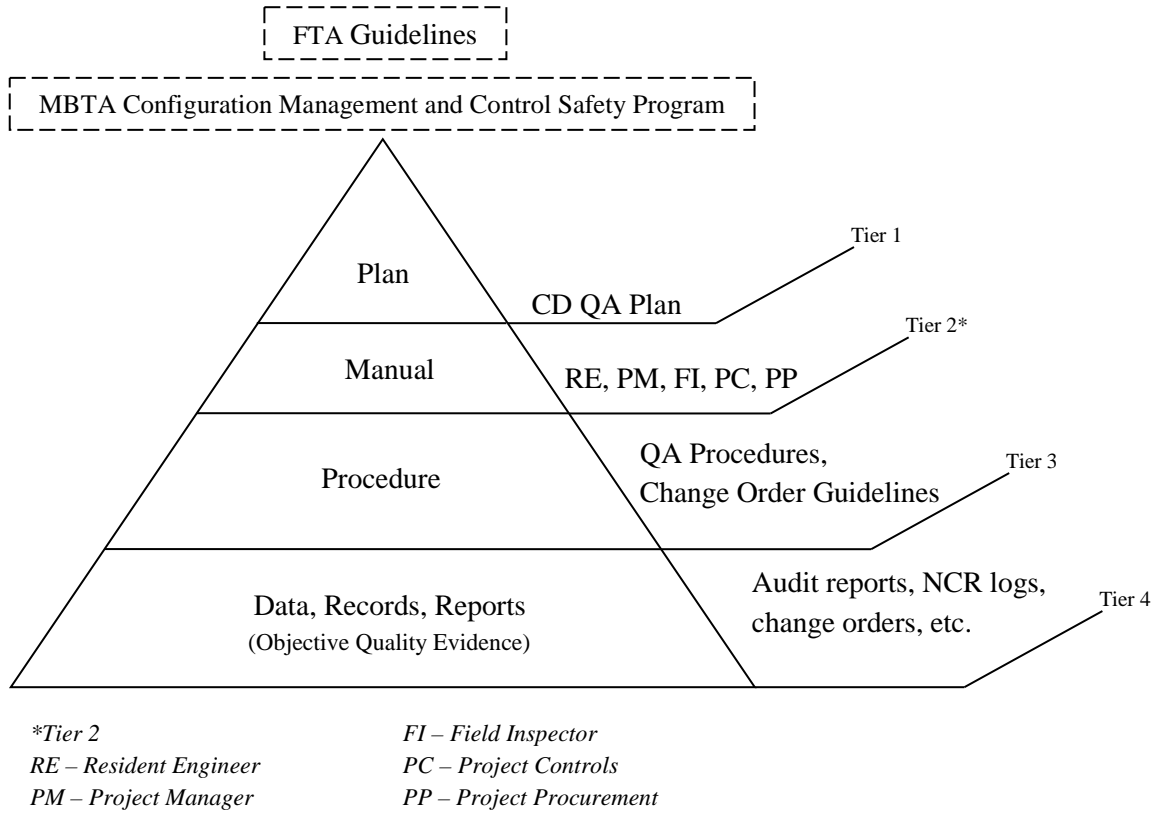 FTA Guidelines
MBTA Configuration Management and Control Safety Program
Tier 1
Plan
CD QA Plan
Tier 2*
Manual
RE, PM, FI, PC, PP
QA Procedures,
Change Order Guidelines
Tier 3
Procedure
Data, Records, Reports
(Objective Quality Evidence)
Audit reports, NCR logs,
change orders, etc.
Tier 4
*Tier 2
RE – Resident Engineer
PM – Project Manager
FI – Field Inspector
PC – Project Controls
PP – Project Procurement